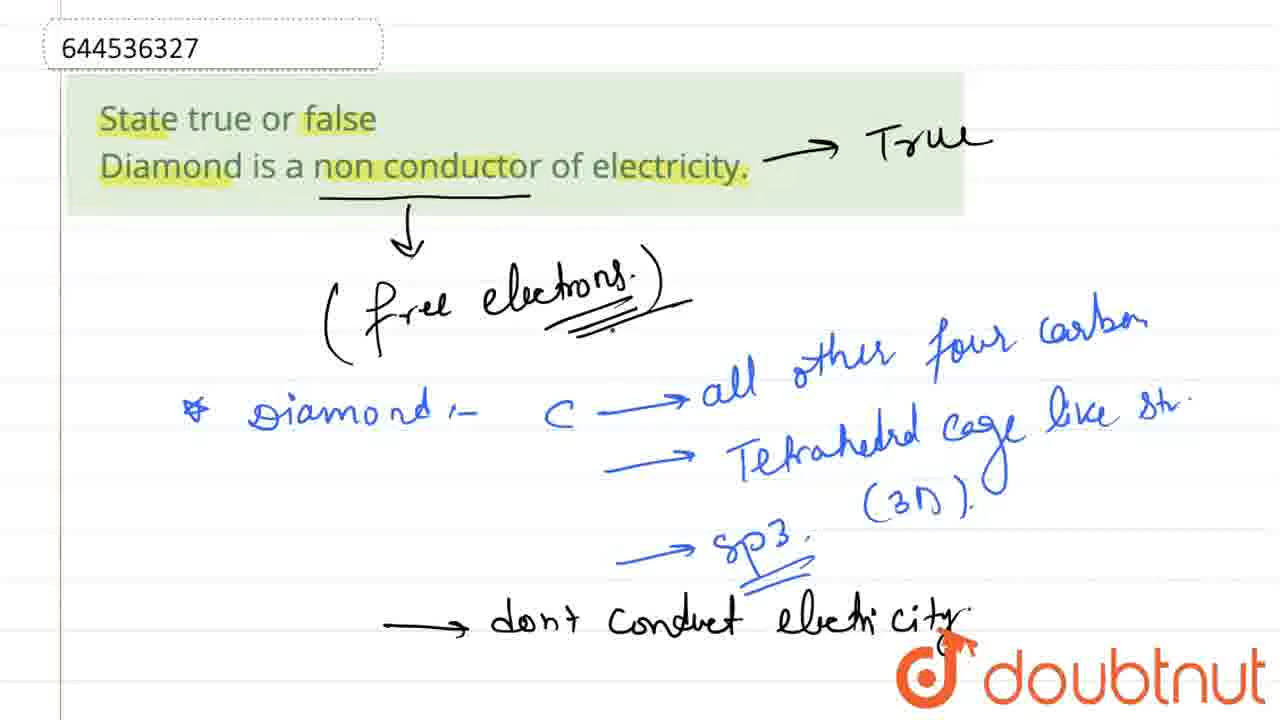 644536327
State true or false
Diamond is a non conductor of electricity. → True
(free electrons.)
* Diamond :- C → all other four carbon
→ Tetrahedral cage like str.
(3D).
→ sp3.
→ don't conduct electricity.
doubtnut